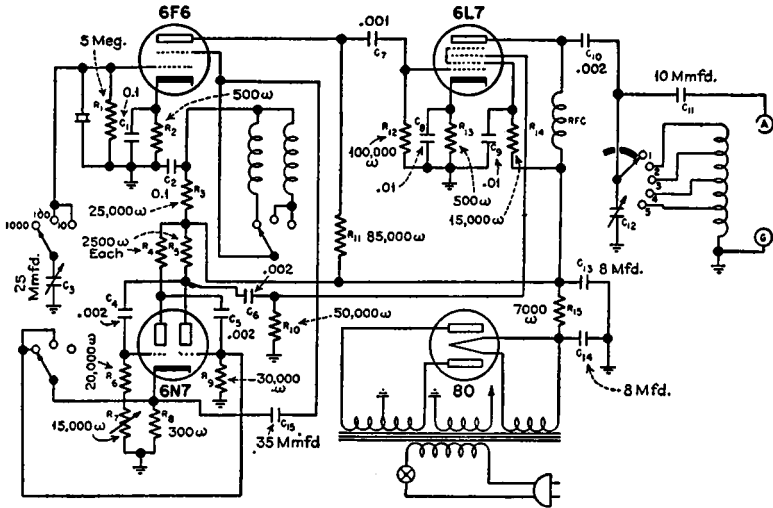 6F6
6L7
5 Meg.
0.1
R₁
C₁
R₂
500ω
C₂
0.1
R₃
25,000ω
.001
C₇
R₁₂
100,000
ω
C₈
.01
R₁₃
500ω
C₉
.01
R₁₄
15,000ω
RFC
C₁₀
.002
10 Mmfd.
C₁₁
A
1
2
3
4
5
C₁₂
G
1000
100
10
25
Mmfd.
C₃
2500ω
Each
R₄
R₅
R₁₁
85,000ω
.002
C₆
C₄
.002
C₅
.002
R₁₀
50,000ω
C₁₃
8 Mfd.
7000
ω
R₁₅
C₁₄
8 Mfd.
20,000ω
R₆
6N7
R₉
30,000
ω
R₇
15,000ω
R₈
300ω
C₁₅
35 Mmfd
80